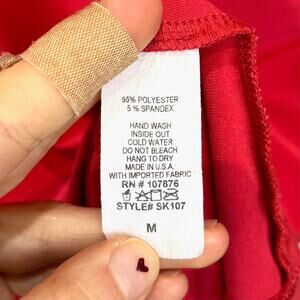 95% POLYESTER
5% SPANDEX
HAND WASH
INSIDE OUT
COLD WATER
DO NOT BLEACH
HANG TO DRY
MADE IN U.S.A.
WITH IMPORTED FABRIC
RN # 107876
STYLE# SK107
M